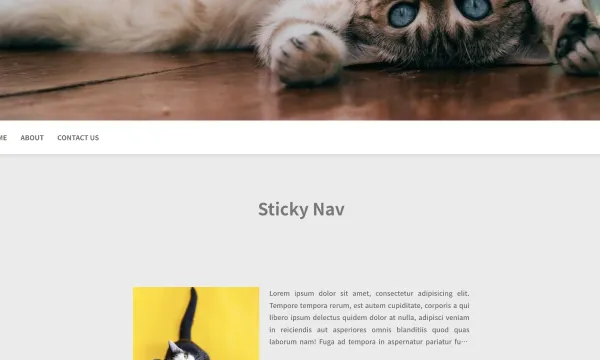 ABOUT CONTACT US
Sticky Nav
Lorem ipsum dolor sit amet, consectetur adipisicing elit.
Tempore tempora rerum, est autem cupiditate, corporis a qui
libero ipsum delectus quidem dolor at nulla, adipisci veniam
in reiciendis aut asperiores omnis blanditiis quod quas
laborum nam! Fuga ad tempora in aspernatur pariatur fu…